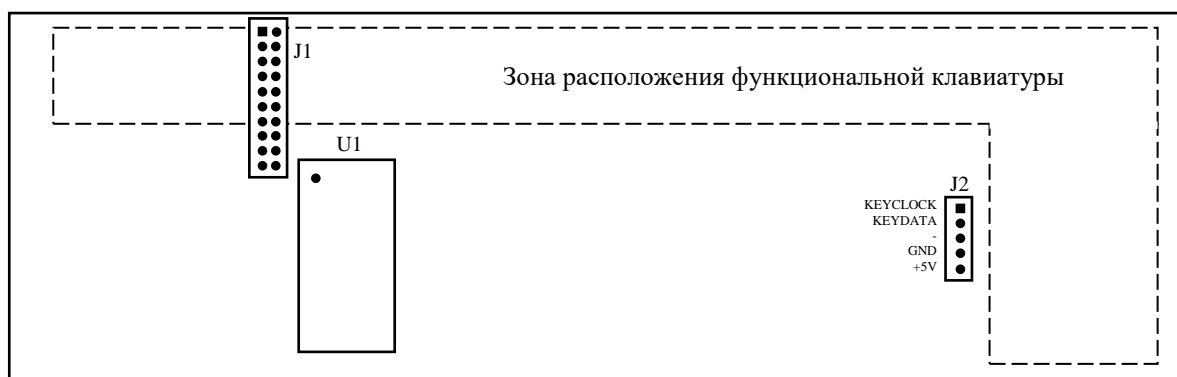 J1
Зона расположения функциональной клавиатуры
U1
J2
KEYCLOCK
KEYDATA
-
GND
+5V